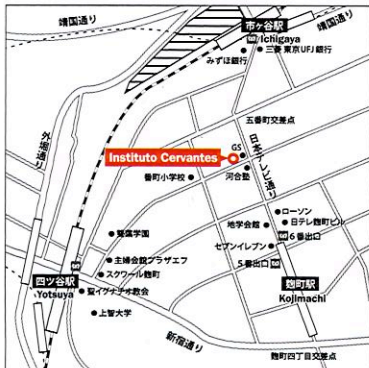 靖国通り
靖国通り
市ヶ谷駅
Ichigaya
三菱東京UFJ銀行
みずほ銀行
外堀通り
五番町交差点
日本テレビ通り
GS
Instituto Cervantes
河合塾
番町小学校
ローソン
日テレ麹町ビル
地学会館
6番出口
雙葉学園
セブンイレブン
主婦会館プラザエフ
5番出口
四ツ谷駅
Yotsuya
スクワール麹町
麹町駅
Kojimachi
聖イグナチオ教会
上智大学
新宿通り
麹町四丁目交差点